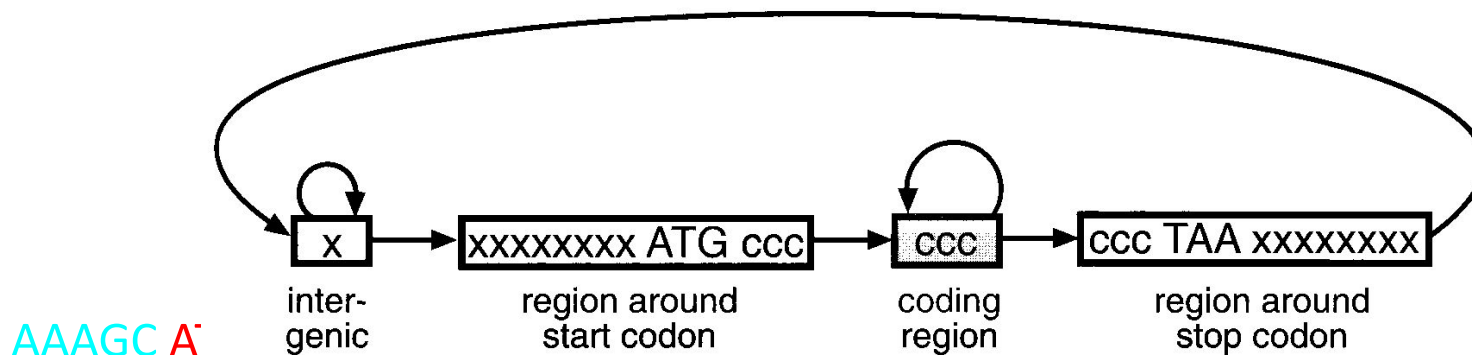 x
xxxxxxxx ATG ccc
ccc
ccc TAA xxxxxxxx
inter-
genic
region around
start codon
coding
region
region around
stop codon
AAAGC A